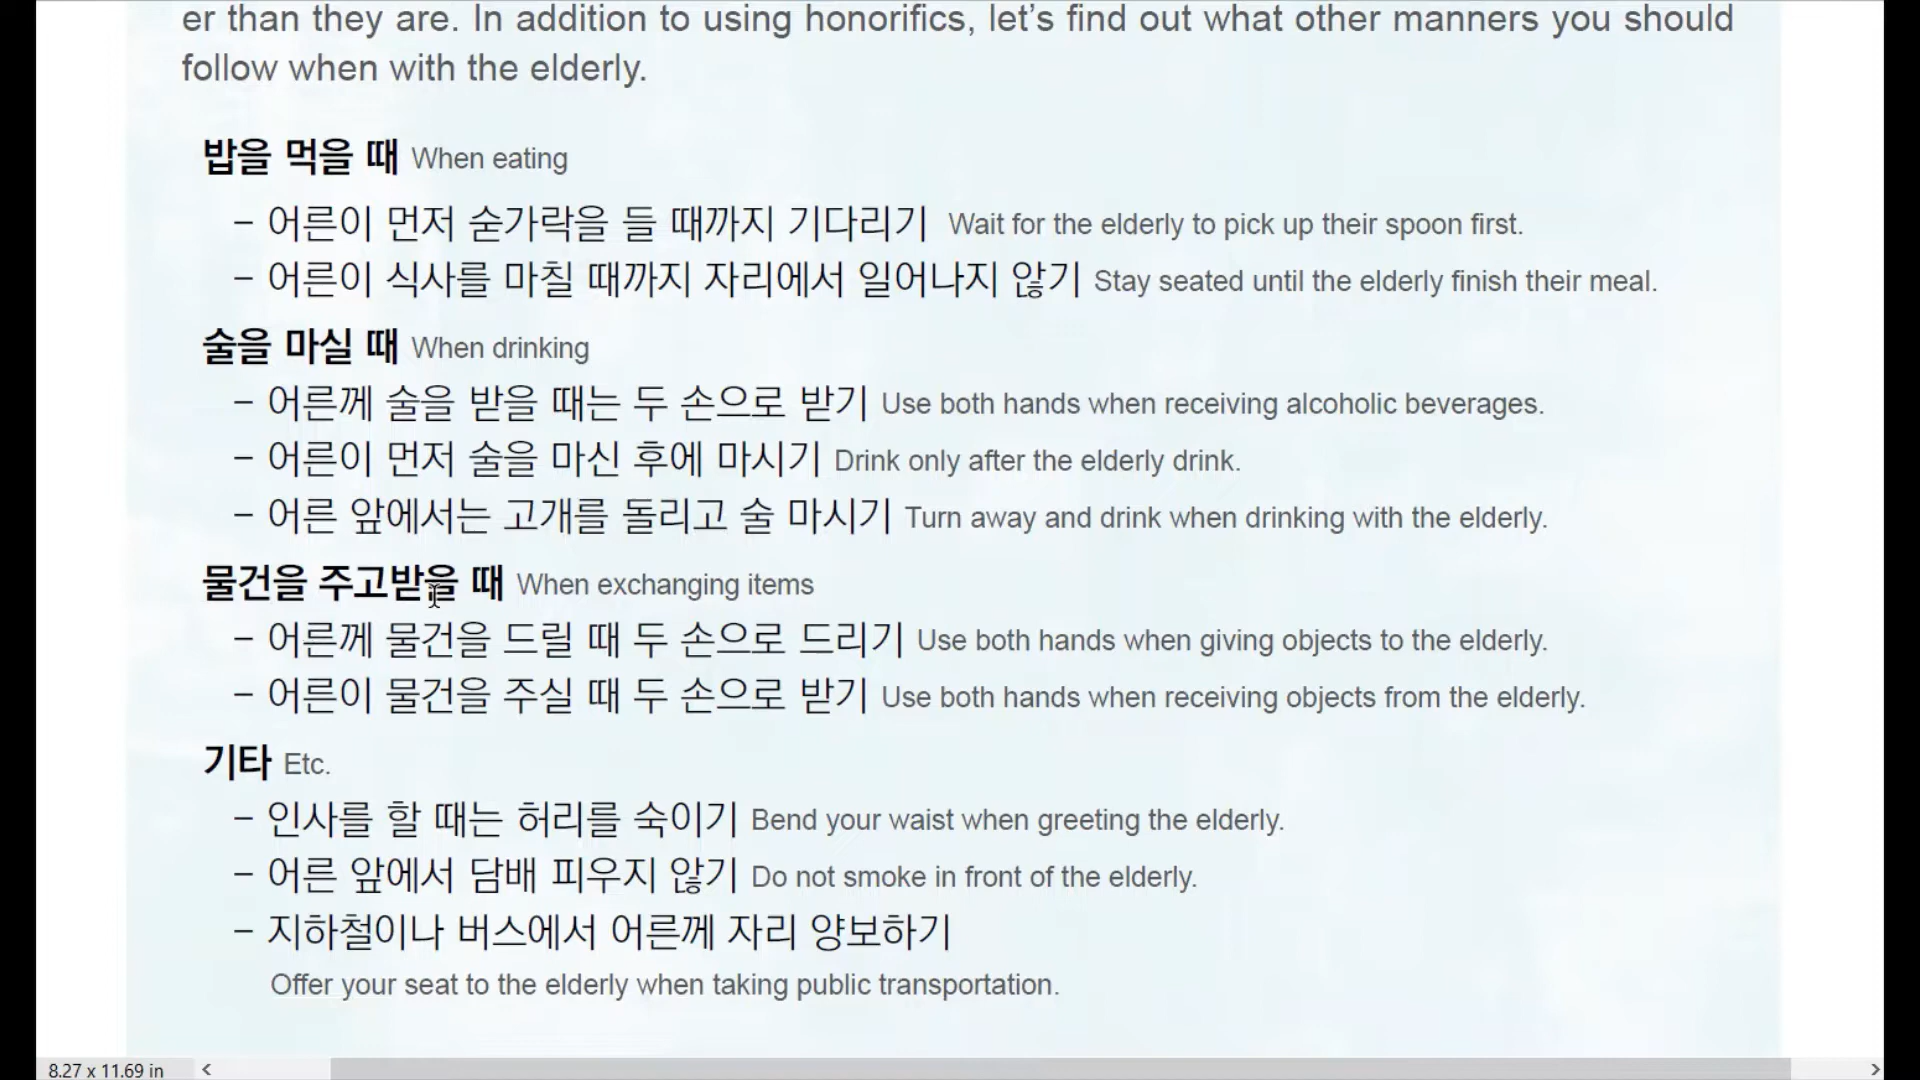 er than they are. In addition to using honorifics, let's find out what other manners you should
follow when with the elderly.
밥을 먹을 때 When eating
– 어른이 먼저 숟가락을 들 때까지 기다리기 Wait for the elderly to pick up their spoon first.
– 어른이 식사를 마칠 때까지 자리에서 일어나지 않기 Stay seated until the elderly finish their meal.
술을 마실 때 When drinking
– 어른께 술을 받을 때는 두 손으로 받기 Use both hands when receiving alcoholic beverages.
– 어른이 먼저 술을 마신 후에 마시기 Drink only after the elderly drink.
– 어른 앞에서는 고개를 돌리고 술 마시기 Turn away and drink when drinking with the elderly.
물건을 주고받을 때 When exchanging items
– 어른께 물건을 드릴 때 두 손으로 드리기 Use both hands when giving objects to the elderly.
– 어른이 물건을 주실 때 두 손으로 받기 Use both hands when receiving objects from the elderly.
기타 Etc.
– 인사를 할 때는 허리를 숙이기 Bend your waist when greeting the elderly.
– 어른 앞에서 담배 피우지 않기 Do not smoke in front of the elderly.
– 지하철이나 버스에서 어른께 자리 양보하기
Offer your seat to the elderly when taking public transportation.
8.27 x 11.69 in